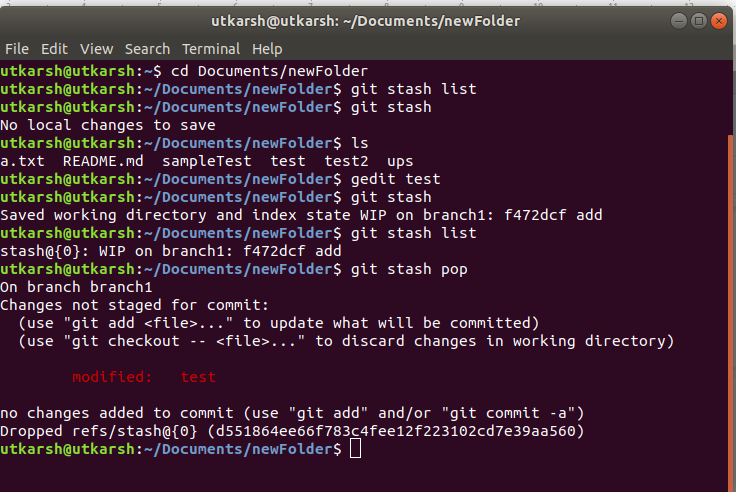 utkarsh@utkarsh: ~/Documents/newFolder
File Edit View Search Terminal Help
utkarsh@utkarsh:~$ cd Documents/newFolder
utkarsh@utkarsh:~/Documents/newFolder$ git stash list
utkarsh@utkarsh:~/Documents/newFolder$ git stash
No local changes to save
utkarsh@utkarsh:~/Documents/newFolder$ ls
a.txt  README.md  sampleTest  test  test2  ups
utkarsh@utkarsh:~/Documents/newFolder$ gedit test
utkarsh@utkarsh:~/Documents/newFolder$ git stash
Saved working directory and index state WIP on branch1: f472dcf add
utkarsh@utkarsh:~/Documents/newFolder$ git stash list
stash@{0}: WIP on branch1: f472dcf add
utkarsh@utkarsh:~/Documents/newFolder$ git stash pop
On branch branch1
Changes not staged for commit:
  (use "git add <file>..." to update what will be committed)
  (use "git checkout -- <file>..." to discard changes in working directory)
        modified:   test
no changes added to commit (use "git add" and/or "git commit -a")
Dropped refs/stash@{0} (d551864ee66f783c4fee12f223102cd7e39aa560)
utkarsh@utkarsh:~/Documents/newFolder$